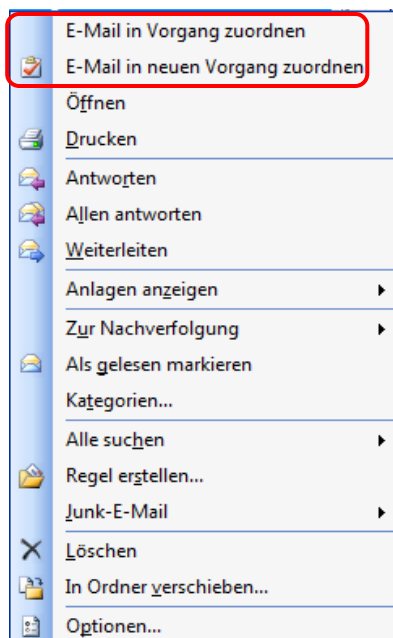 E-Mail in Vorgang zuordnen
E-Mail in neuen Vorgang zuordnen
Öffnen
Drucken
Antworten
Allen antworten
Weiterleiten
Anlagen anzeigen
Zur Nachverfolgung
Als gelesen markieren
Kategorien...
Alle suchen
Regel erstellen...
Junk-E-Mail
Löschen
In Ordner verschieben...
Optionen...